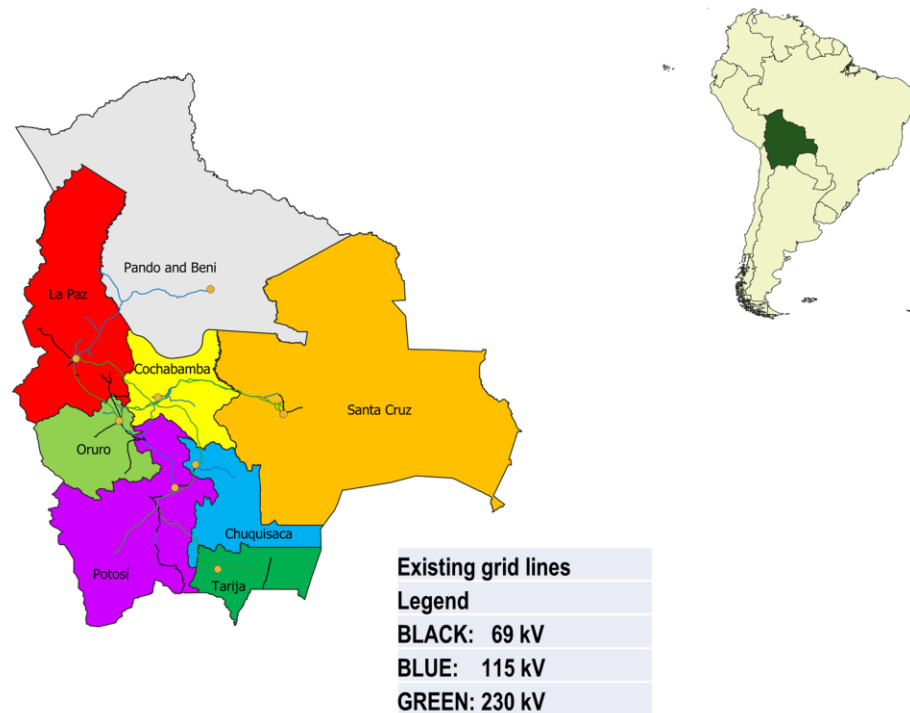 Pando and Beni
La Paz
Cochabamba
Santa Cruz
Oruro
Chuquisaca
Potosí
Tarija
Existing grid lines
Legend
BLACK: 69 kV
BLUE: 115 kV
GREEN: 230 kV